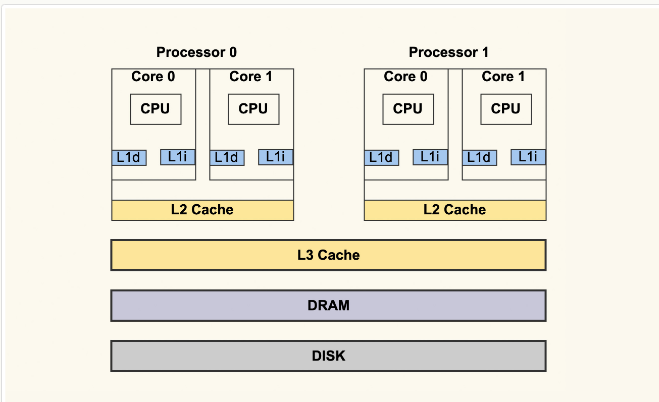 Processor 0 Processor 1
Core 0 Core 1 Core 0 Core 1
CPU CPU CPU CPU
L1d L1i L1d L1i L1d L1i L1d L1i
L2 Cache L2 Cache
L3 Cache
DRAM
DISK